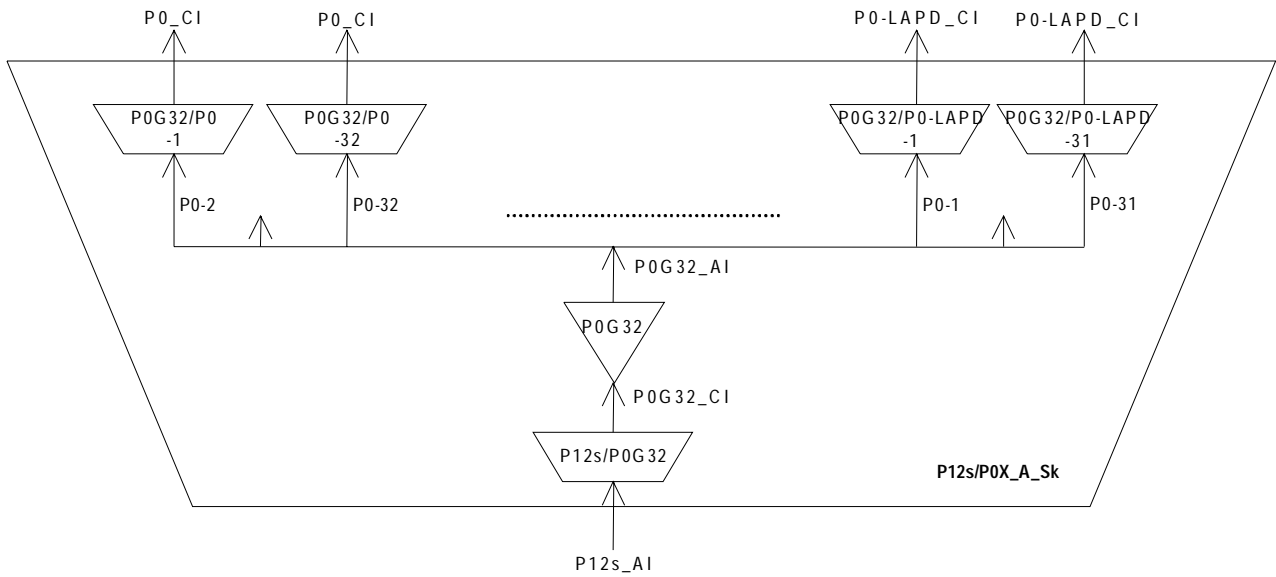 P0_CI
P0_CI
P0-LAPD_CI
P0-LAPD_CI
P0G32/P0
-1
P0G32/P0
-32
P0G32/P0-LAPD
-1
P0G32/P0-LAPD
-31
P0-2
P0-32
P0-1
P0-31
P0G32_AI
P0G32
P0G32_CI
P12s/P0G32
P12s/P0X_A_Sk
P12s_AI